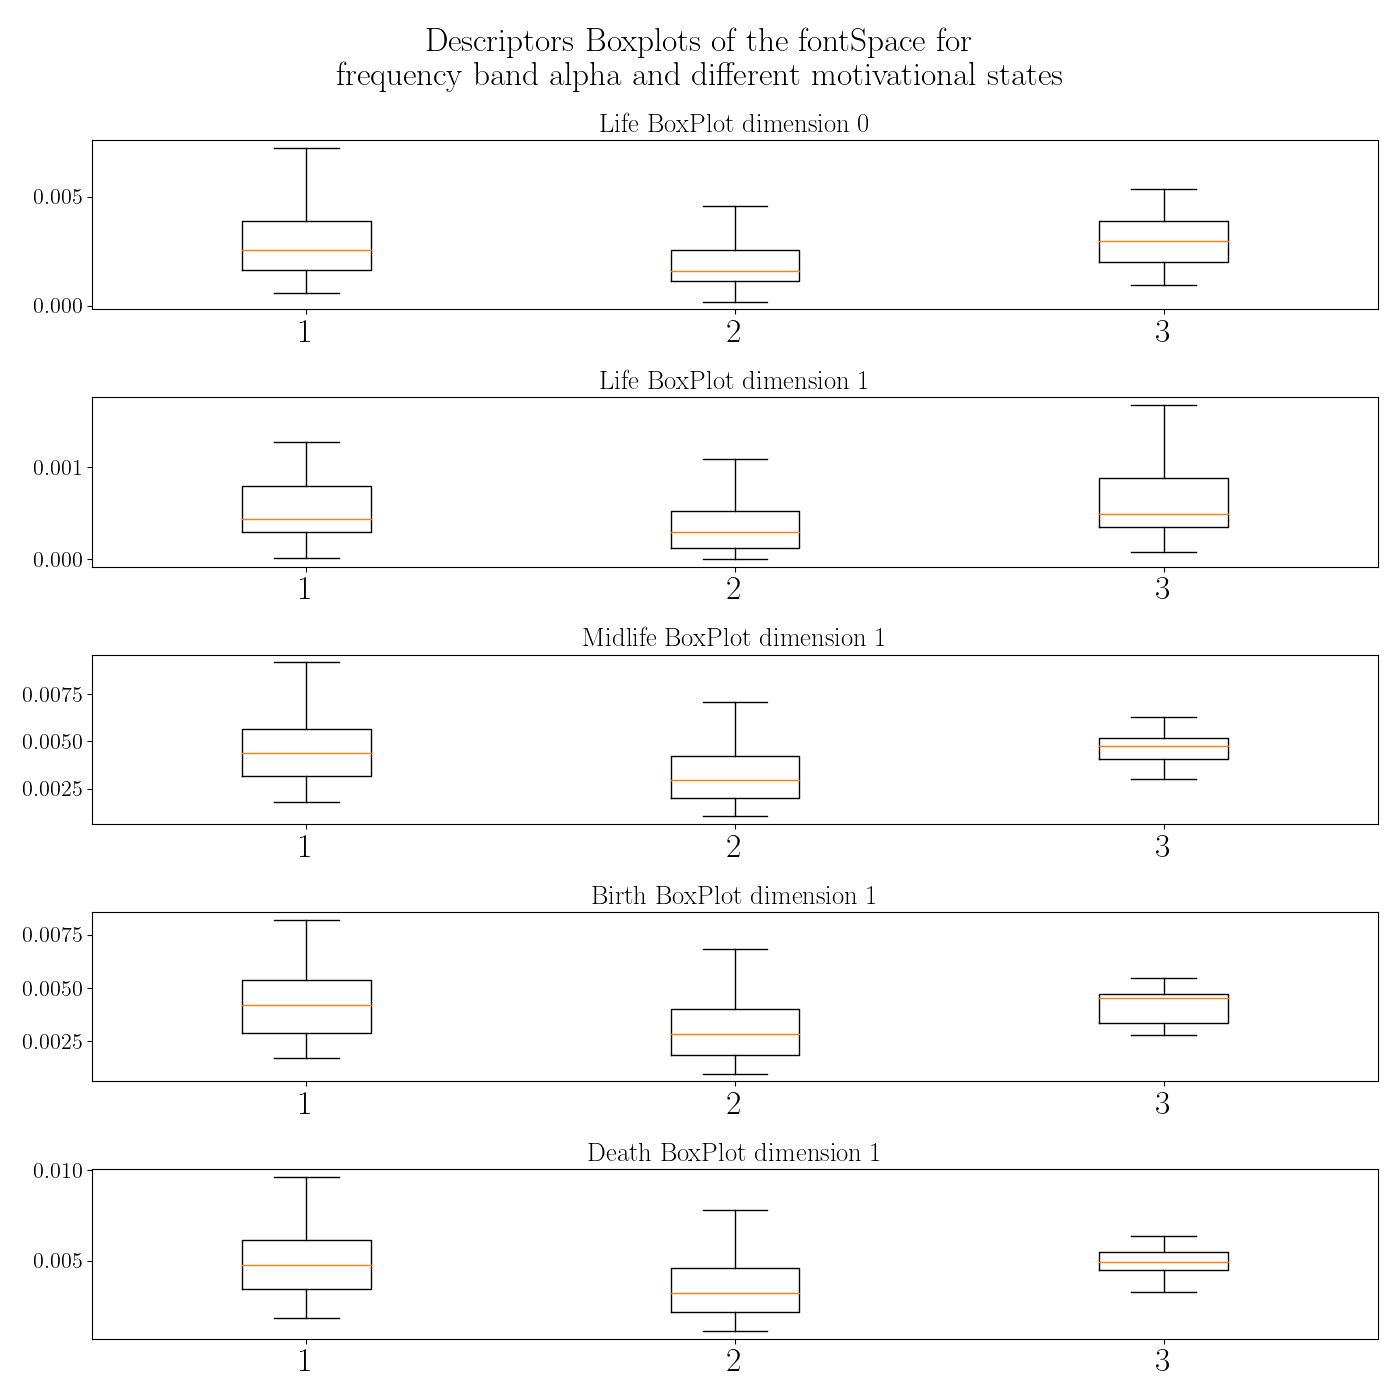 Descriptors Boxplots of the fontSpace for
frequency band alpha and different motivational states
Life BoxPlot dimension 0
0.005
0.000
1 2 3
Life BoxPlot dimension 1
0.001
0.000
1 2 3
Midlife BoxPlot dimension 1
0.0075
0.0050
0.0025
1 2 3
Birth BoxPlot dimension 1
0.0075
0.0050
0.0025
1 2 3
Death BoxPlot dimension 1
0.010
0.005
1 2 3